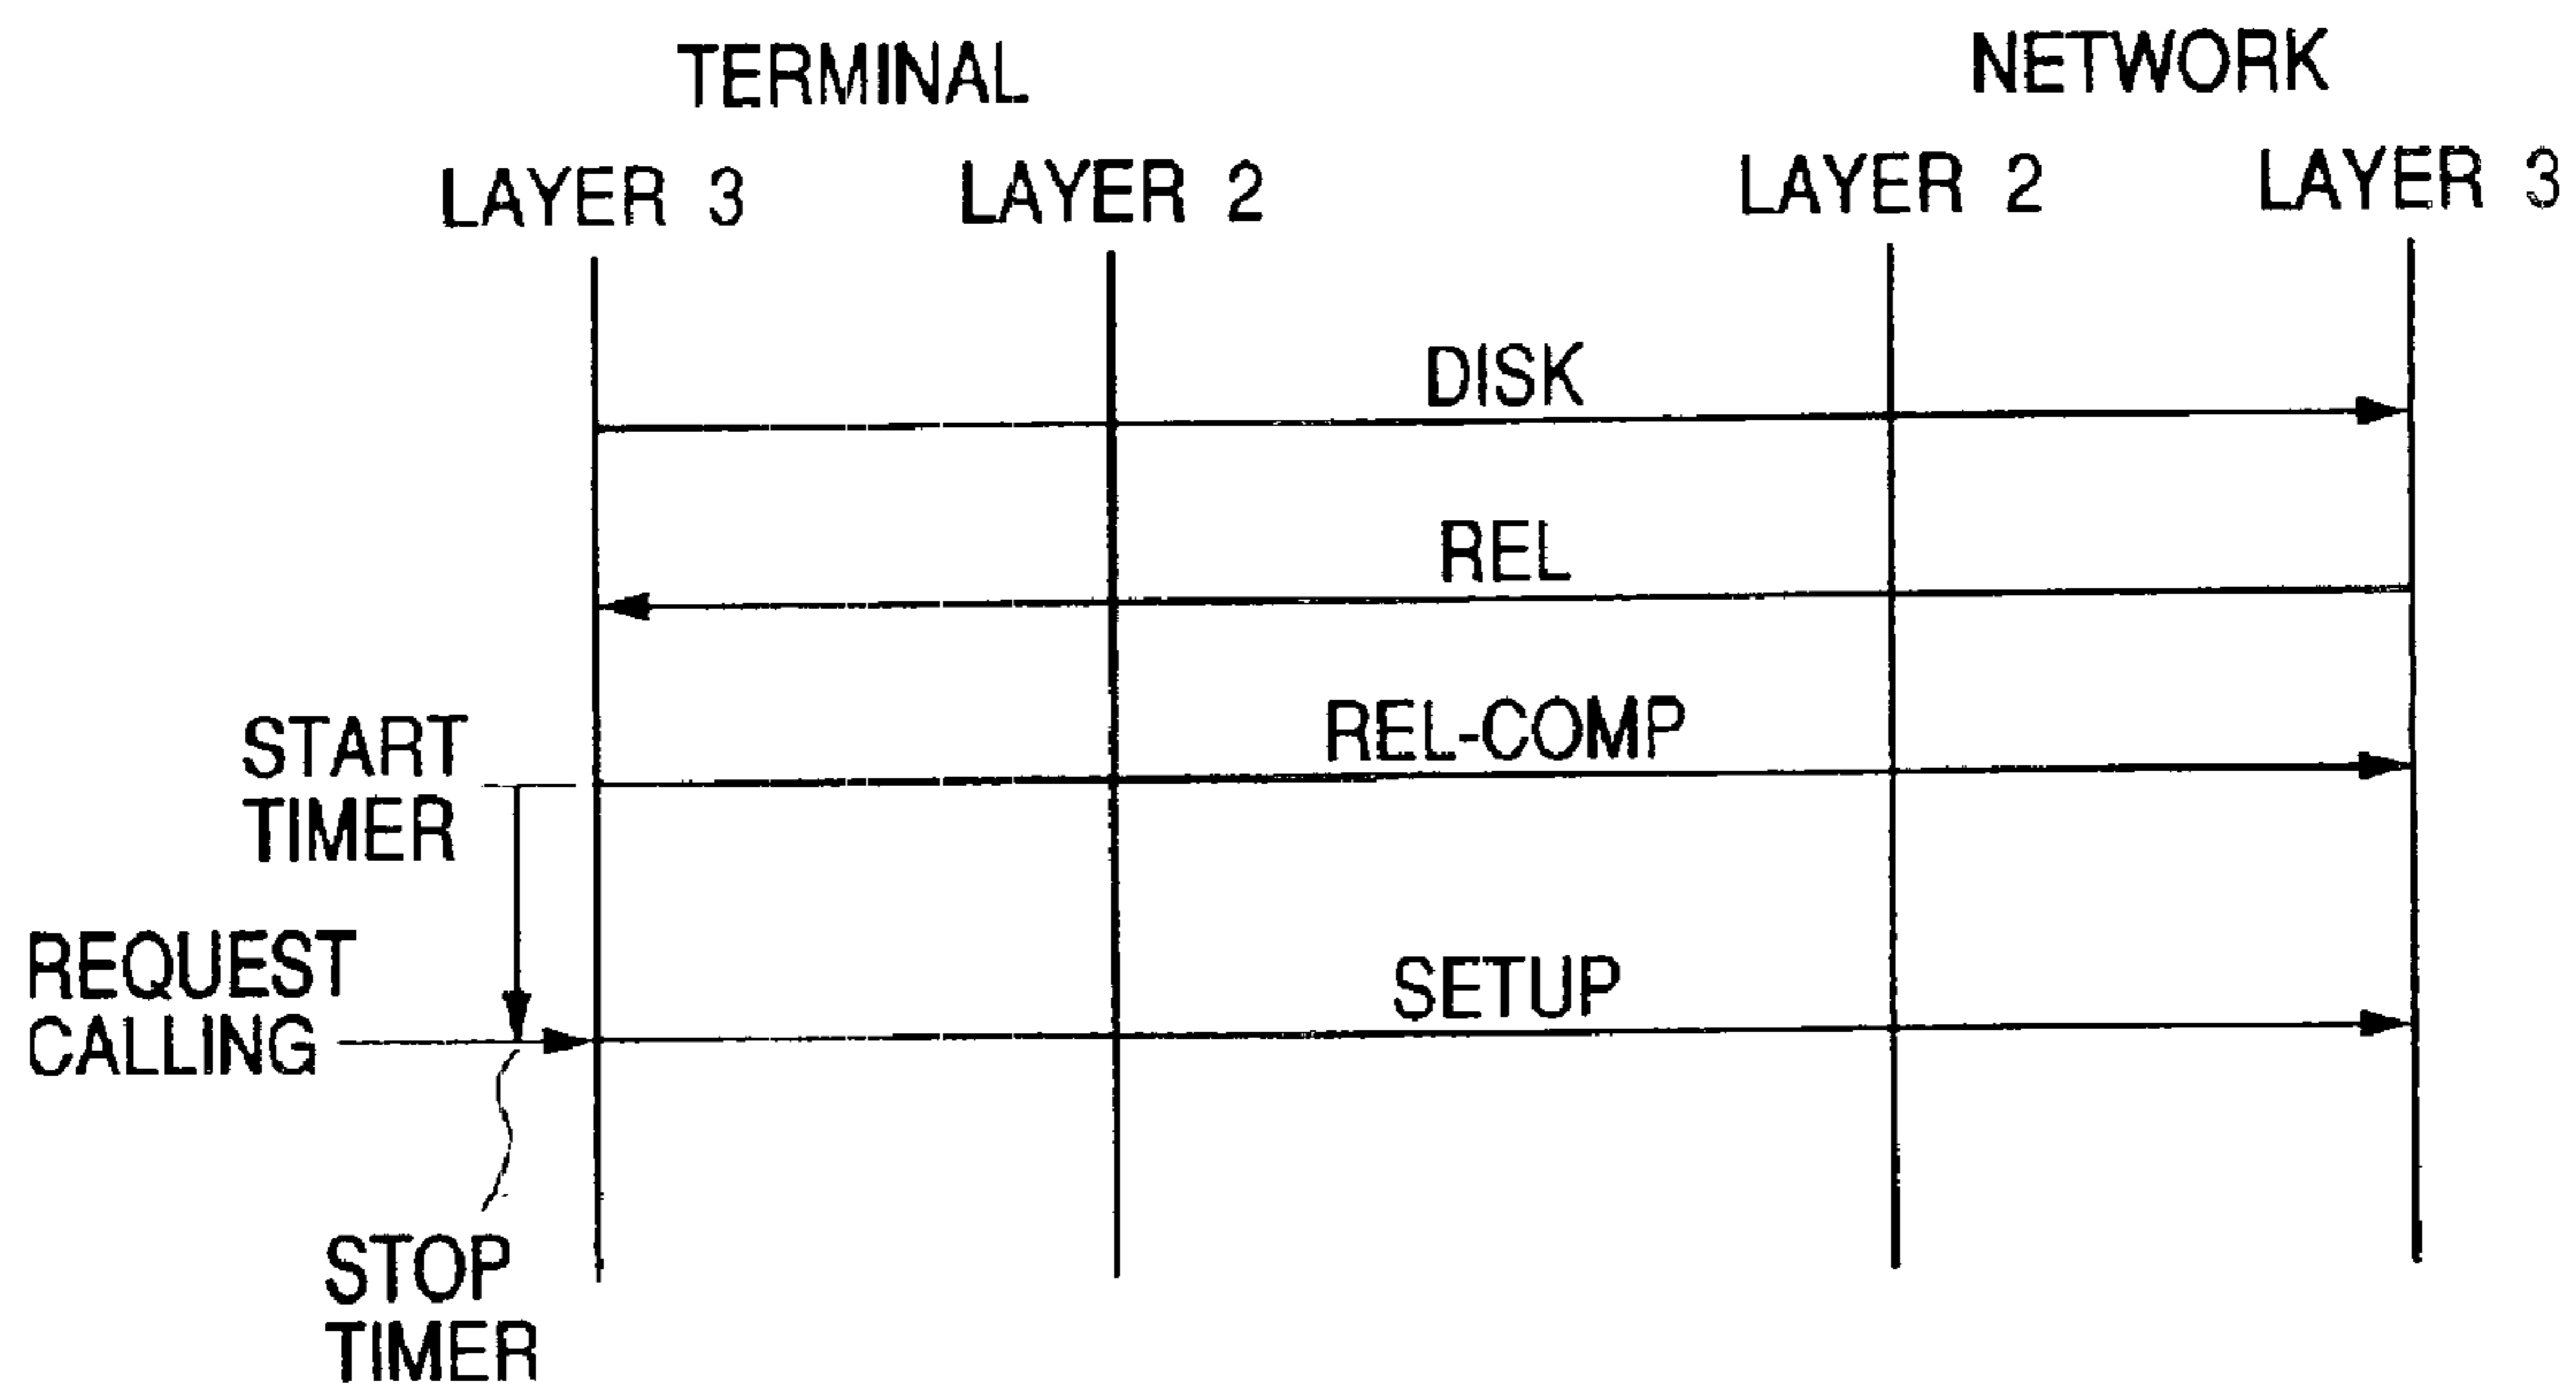 TERMINAL
NETWORK
LAYER 3
LAYER 2
LAYER 2
LAYER 3
DISK
REL
REL-COMP
START
TIMER
REQUEST
CALLING
SETUP
STOP
TIMER